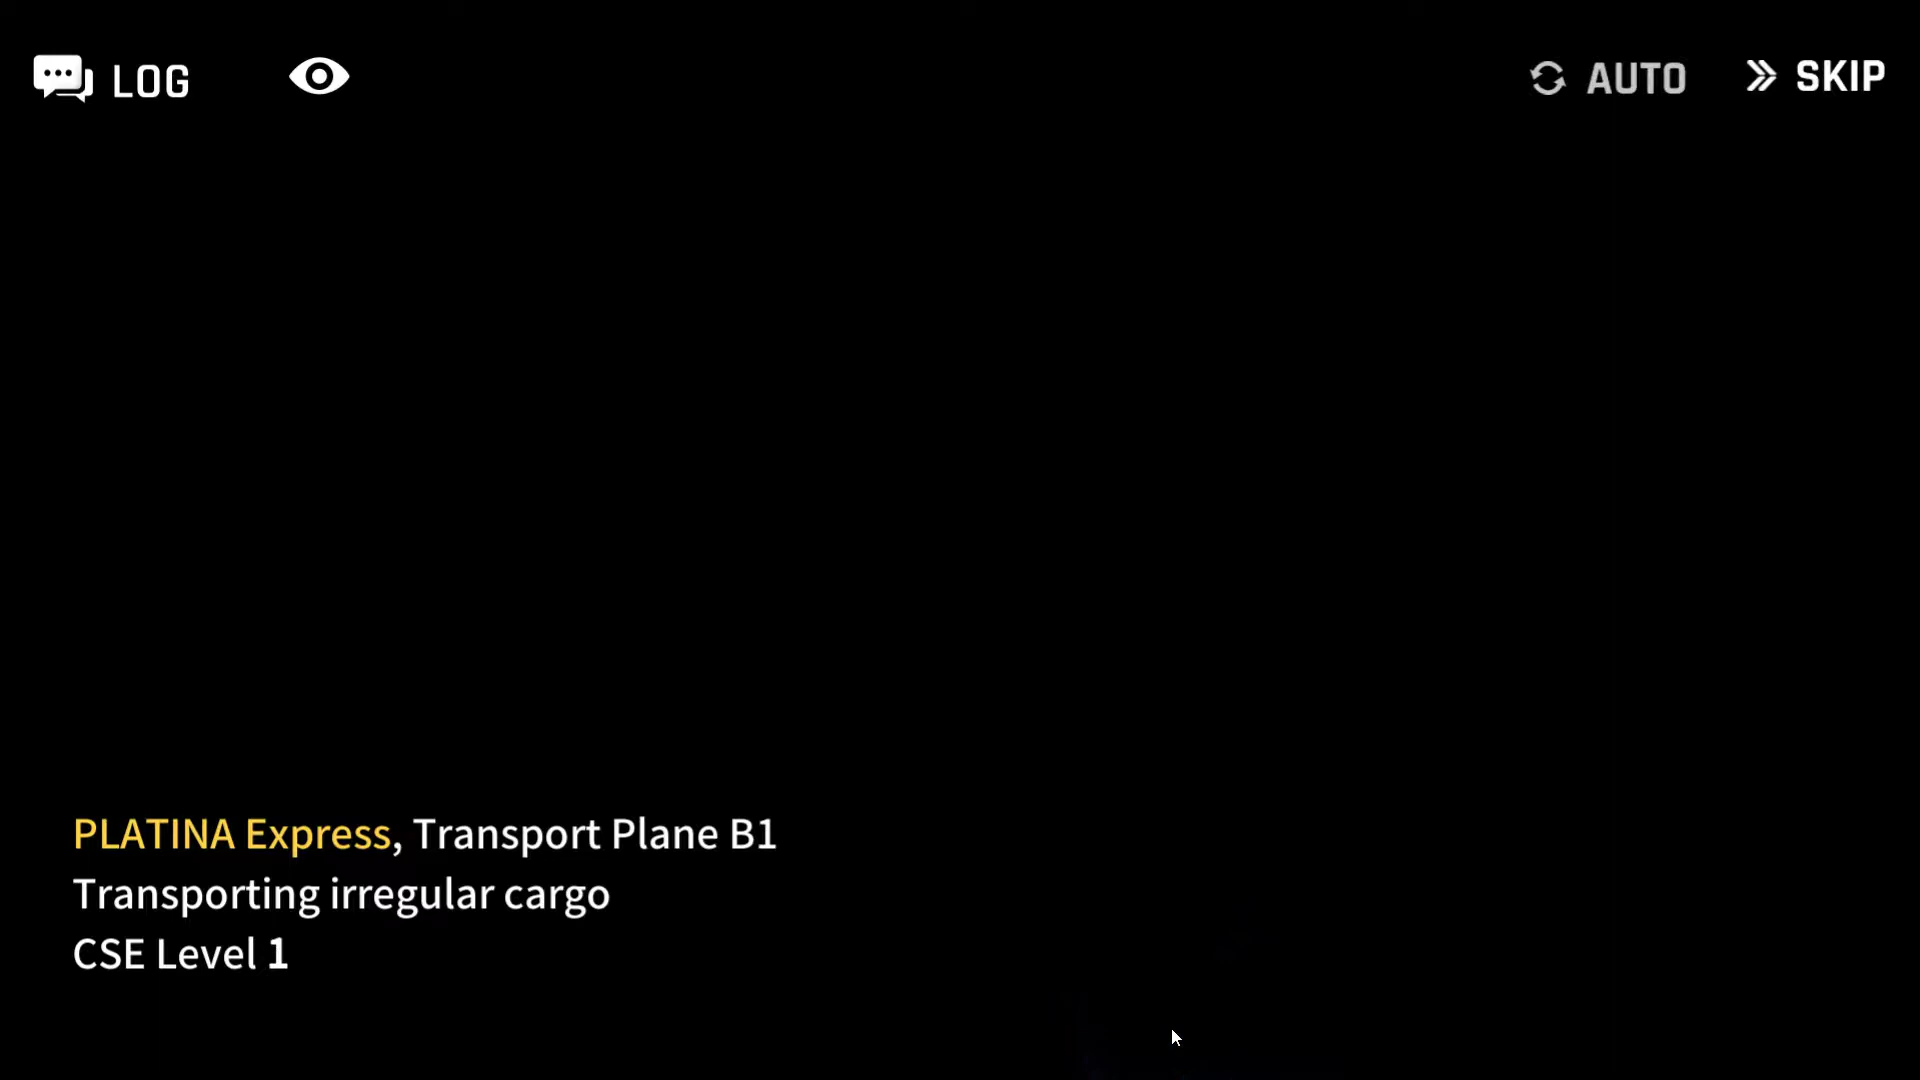 LOG
AUTO
SKIP
PLATINA Express, Transport Plane B1
Transporting irregular cargo
CSE Level 1